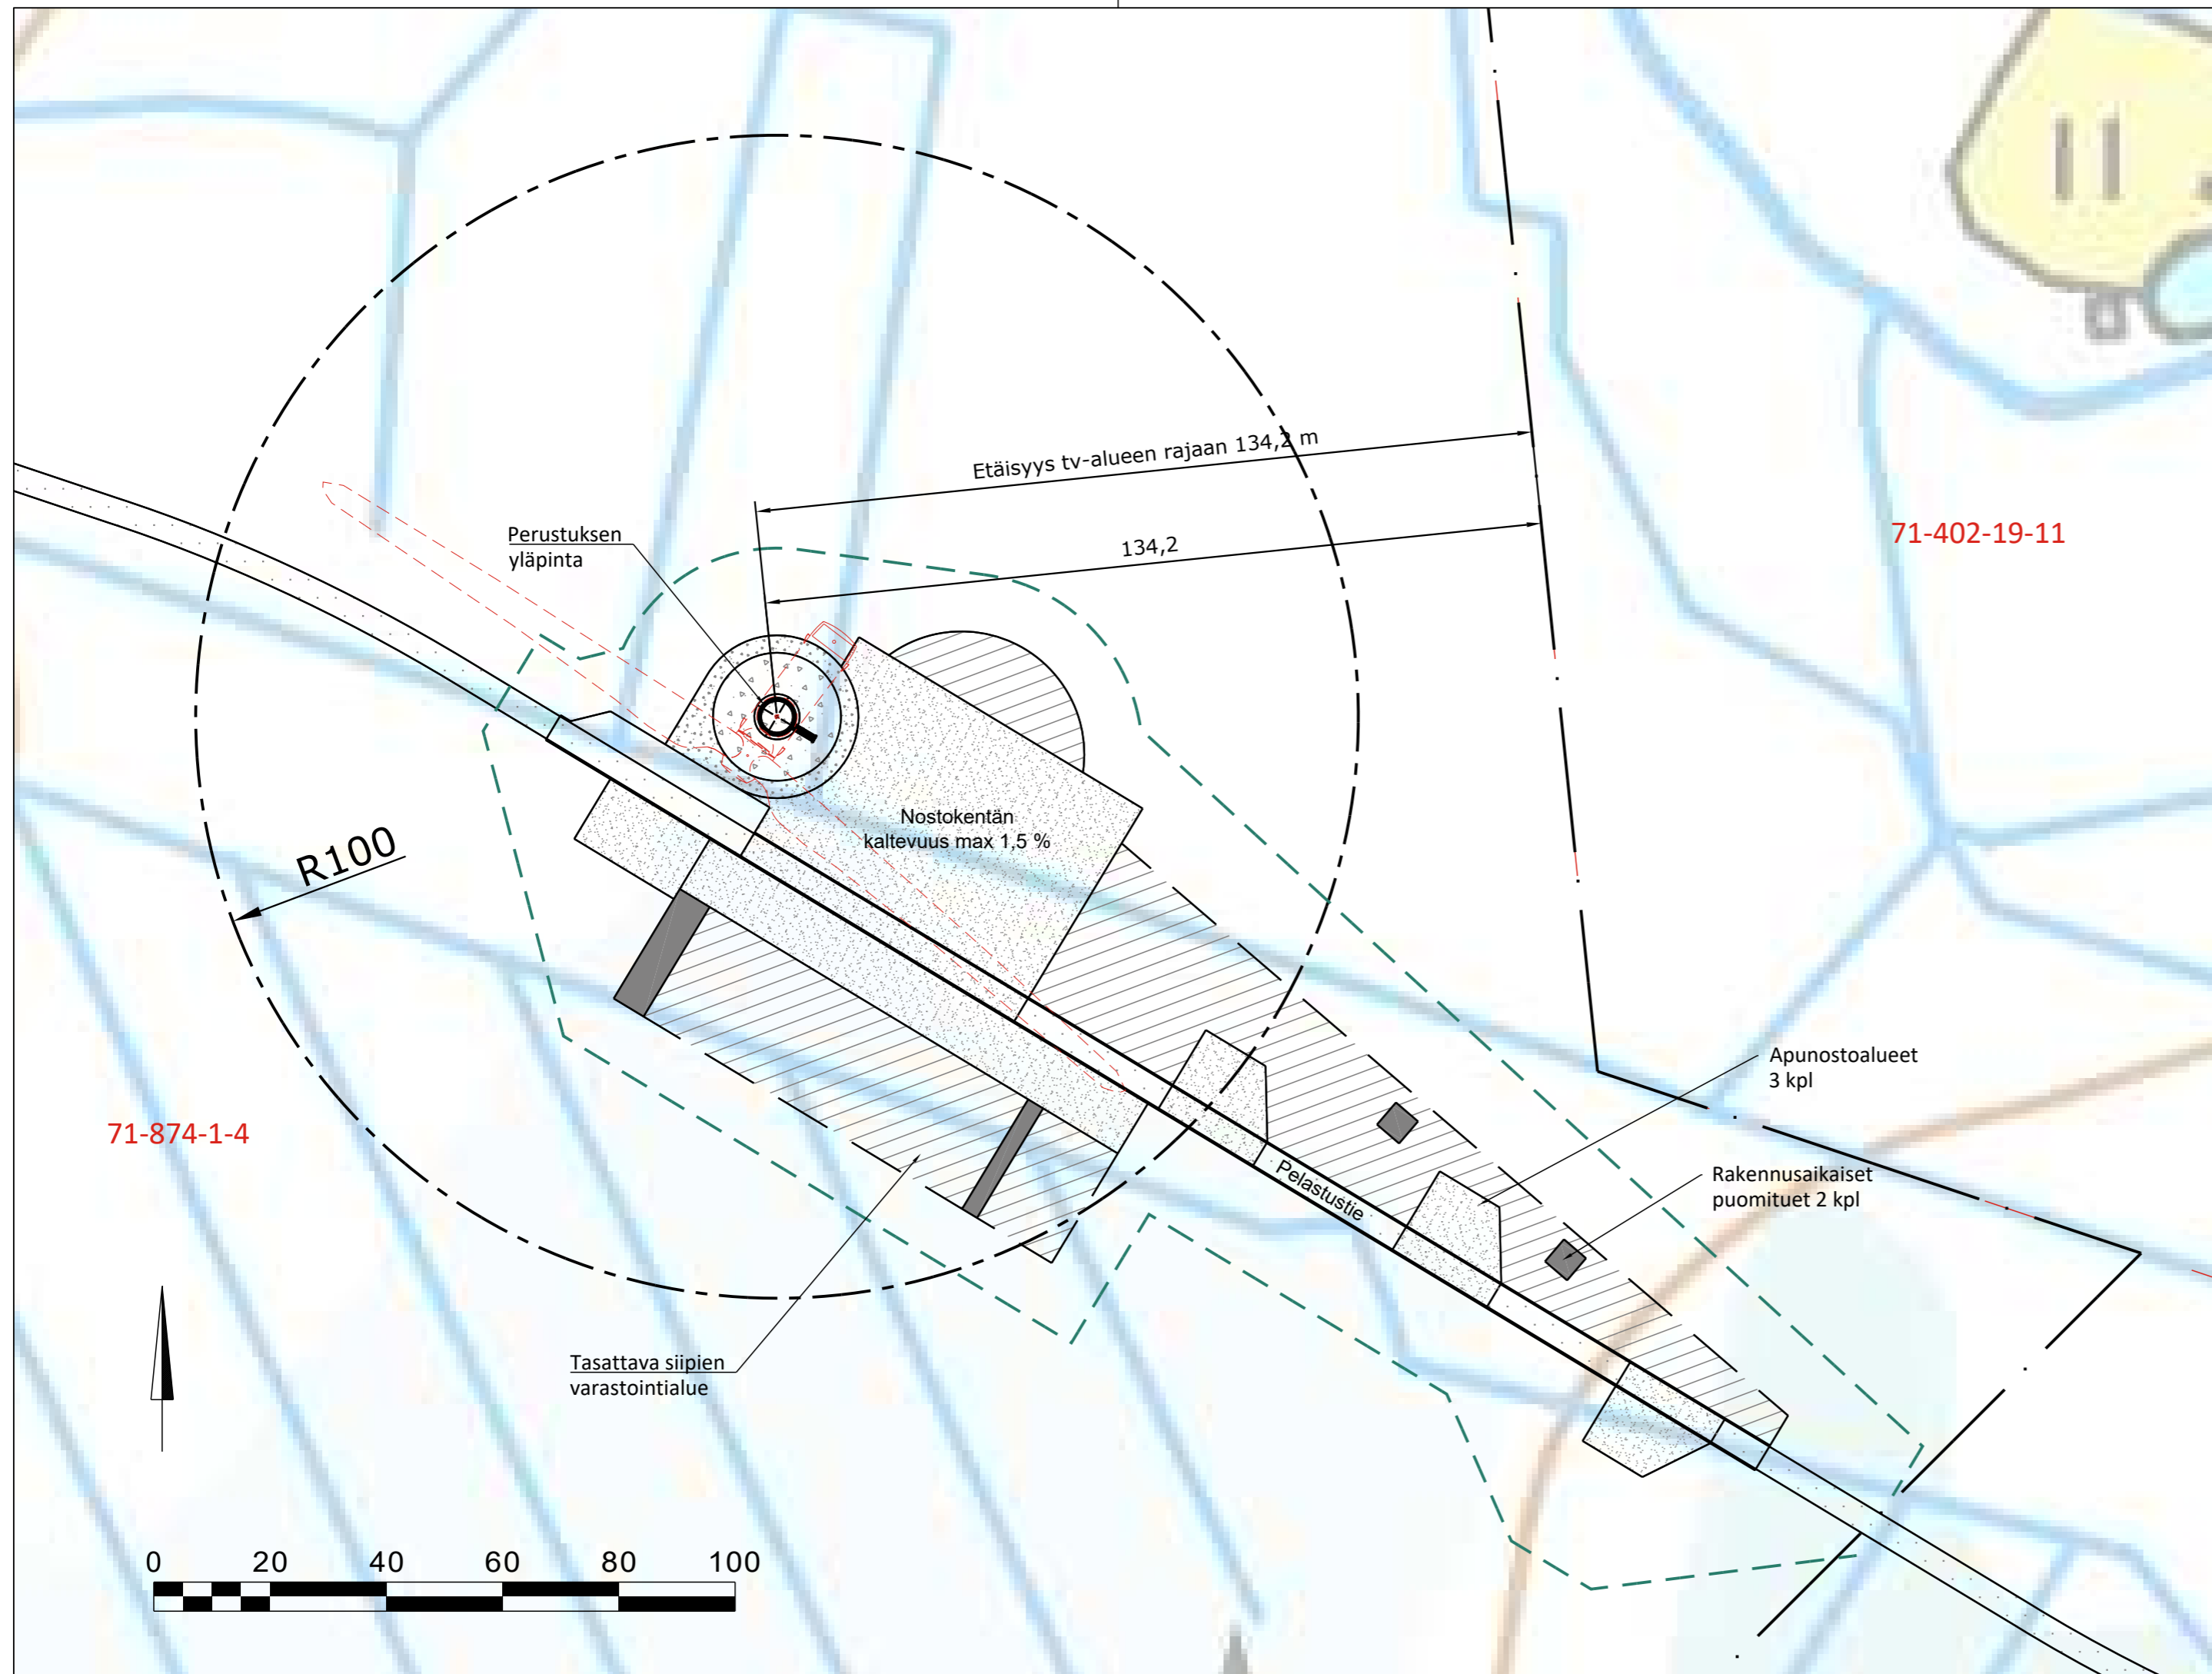 Etäisyys tv-alueen rajaan 134,2 m
134,2
71-402-19-11
Perustuksen
yläpinta
Nostokentän
kaltevuus max 1,5 %
R100
71-874-1-4
Apunostoalueet
3 kpl
Pelastustie
Rakennusaikaiset
puomituet 2 kpl
Tasattava siipien
varastointialue
0 20 40 60 80 100